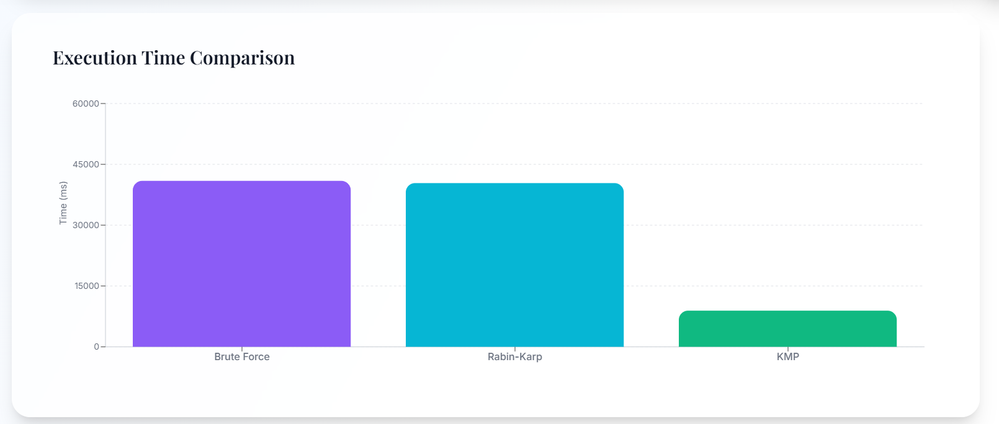 Execution Time Comparison
60000
45000
30000
15000
0
Time (ms)
Brute Force
Rabin-Karp
KMP